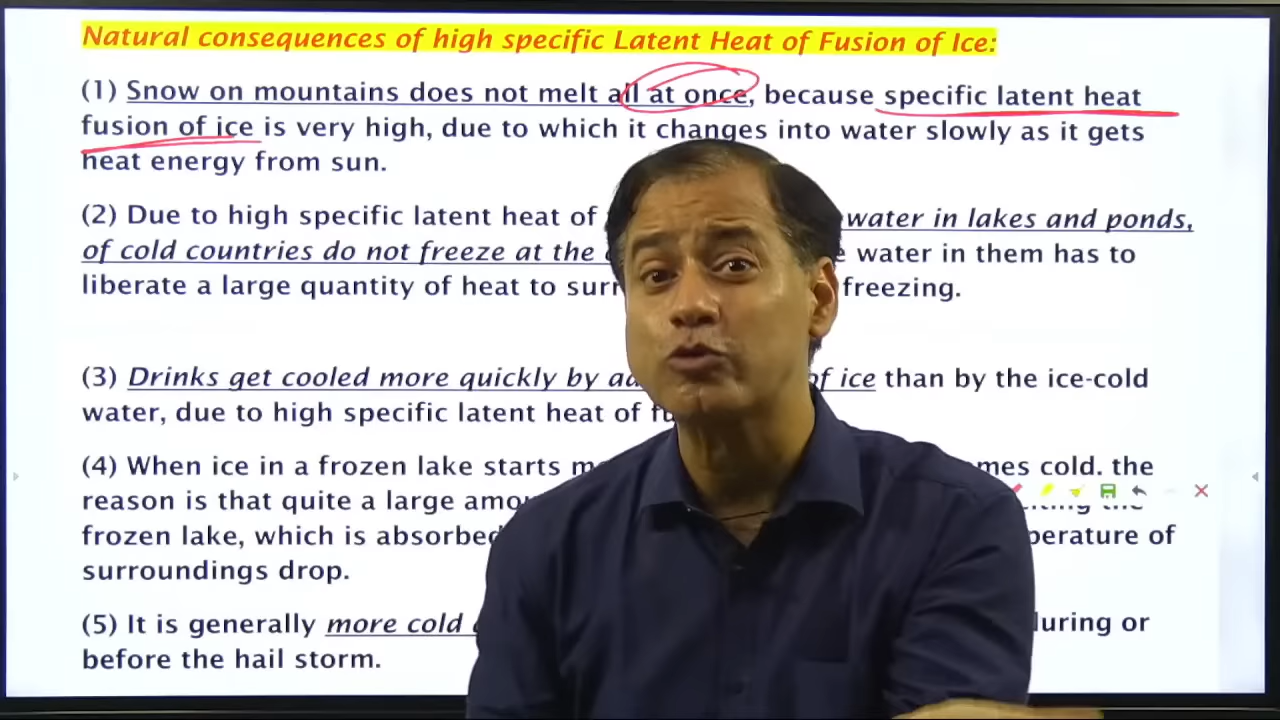 Natural consequences of high specific Latent Heat of Fusion of Ice:
(1) Snow on mountains does not melt all at once, because specific latent heat
fusion of ice is very high, due to which it changes into water slowly as it gets
heat energy from sun.
(2) Due to high specific latent heat of water in lakes and ponds,
of cold countries do not freeze at the water in them has to
liberate a large quantity of heat to freezing.
(3) Drinks get cooled more quickly by of ice than by the ice-cold
water, due to high specific latent heat of
(4) When ice in a frozen lake starts cold. the
reason is that quite a large the
frozen lake, which is absorbed of
surroundings drop.
(5) It is generally more cold during or
before the hail storm.